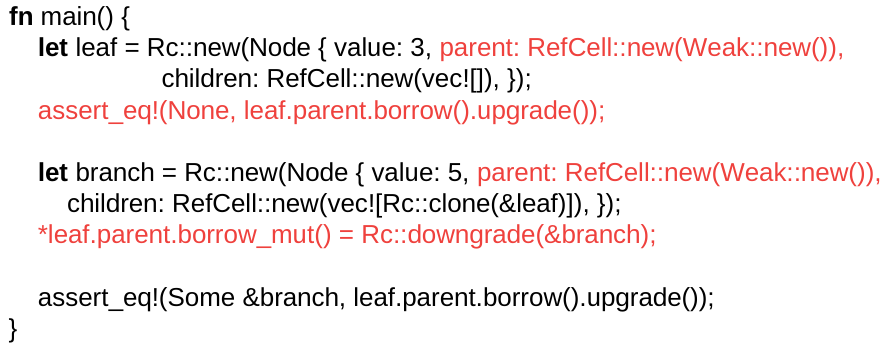 fn main() {
let leaf = Rc::new(Node { value: 3, parent: RefCell::new(Weak::new()),
children: RefCell::new(vec![]), });
assert_eq!(None, leaf.parent.borrow().upgrade());
let branch = Rc::new(Node { value: 5, parent: RefCell::new(Weak::new()),
children: RefCell::new(vec![Rc::clone(&leaf)]), });
*leaf.parent.borrow_mut() = Rc::downgrade(&branch);
assert_eq!(Some &branch, leaf.parent.borrow().upgrade());
}